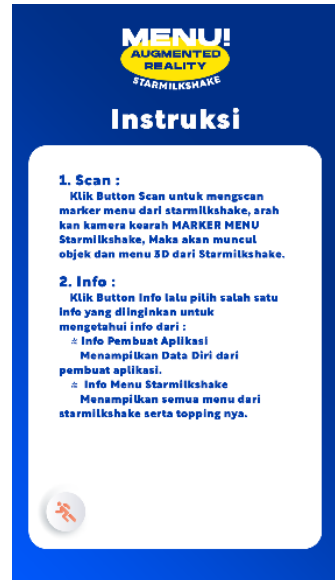 MENU!
AUGMENTED
REALITY
STARMILKSHAKE
Instruksi
1. Scan :
Klik Button Scan untuk mengscan
marker menu dari starmilkshake, arah
kan kamera kearah MARKER MENU
Starmilkshake, Maka akan muncul
objek dan menu 3D dari Starmilkshake.
2. Info :
Klik Button Info lalu pilih salah satu
info yang diinginkan untuk
mengetahui info dari :
Info Pembuat Aplikasi
Menampilkan Data Diri dari
pembuat aplikasi.
Info Menu Starmilkshake
Menampilkan semua menu dari
starmilkshake serta topping nya.